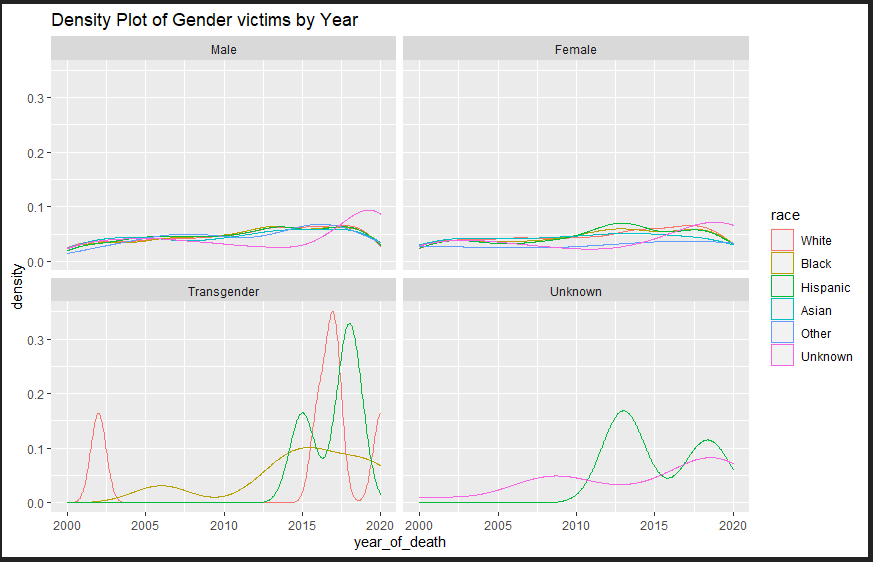 Density Plot of Gender victims by Year
Male
Female
0.3
0.2
0.1
0.0
density
Transgender
Unknown
0.3
0.2
0.1
0.0
2000 2005 2010 2015 2020
2000 2005 2010 2015 2020
year_of_death
race
White
Black
Hispanic
Asian
Other
Unknown